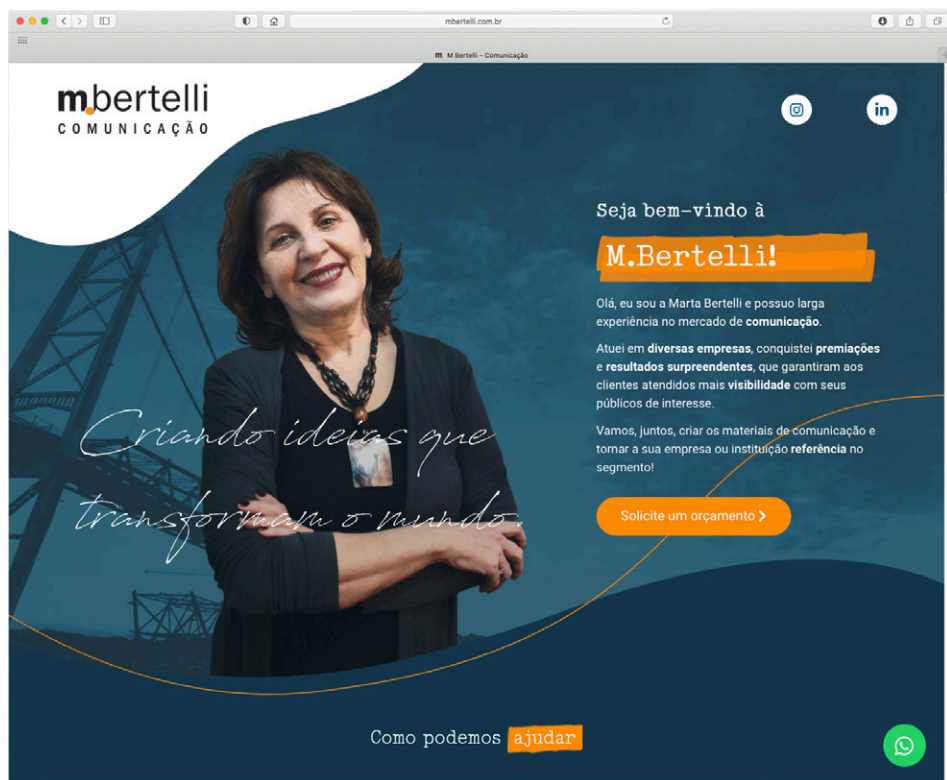 mbertelli.com.br
m. M Bertelli – Comunicação
m.bertelli
COMUNICAÇÃO
in
Seja bem-vindo à
M.Bertelli!
Olá, eu sou a Marta Bertelli e possuo larga
experiência no mercado de comunicação.
Atuei em diversas empresas, conquistei premiações
e resultados surpreendentes, que garantiram aos
clientes atendidos mais visibilidade com seus
públicos de interesse.
Vamos, juntos, criar os materiais de comunicação e
tornar a sua empresa ou instituição referência no
segmento!
Solicite um orçamento
Criando ideias que
transformam o mundo.
Como podemos ajudar